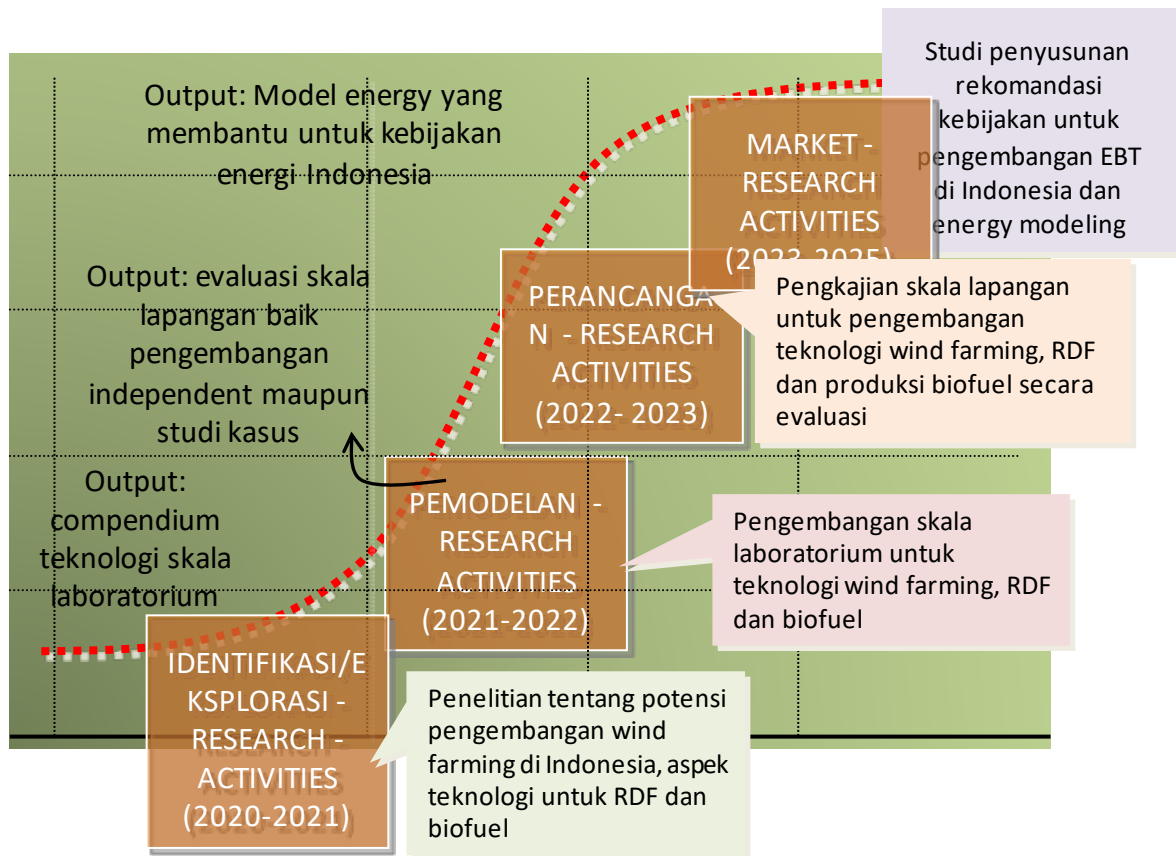 Output: Model energy yang
membantu untuk kebijakan
energi Indonesia
Studi penyusunan
rekomandasi
kebijakan untuk
pengembangan EBT
di Indonesia dan
energy modeling
MARKET -
RESEARCH
ACTIVITIES
(2023-2025)
Output: evaluasi skala
lapangan baik
pengembangan
independent maupun
studi kasus
PERANCANGA
N - RESEARCH
ACTIVITIES
(2022- 2023)
Pengkajian skala lapangan
untuk pengembangan
teknologi wind farming, RDF
dan produksi biofuel secara
evaluasi
Output:
compendium
teknologi skala
laboratorium
PEMODELAN -
RESEARCH
ACTIVITIES
(2021-2022)
Pengembangan skala
laboratorium untuk
teknologi wind farming, RDF
dan biofuel
IDENTIFIKASI/E
KSPLORASI -
RESEARCH -
ACTIVITIES
(2020-2021)
Penelitian tentang potensi
pengembangan wind
farming di Indonesia, aspek
teknologi untuk RDF dan
biofuel